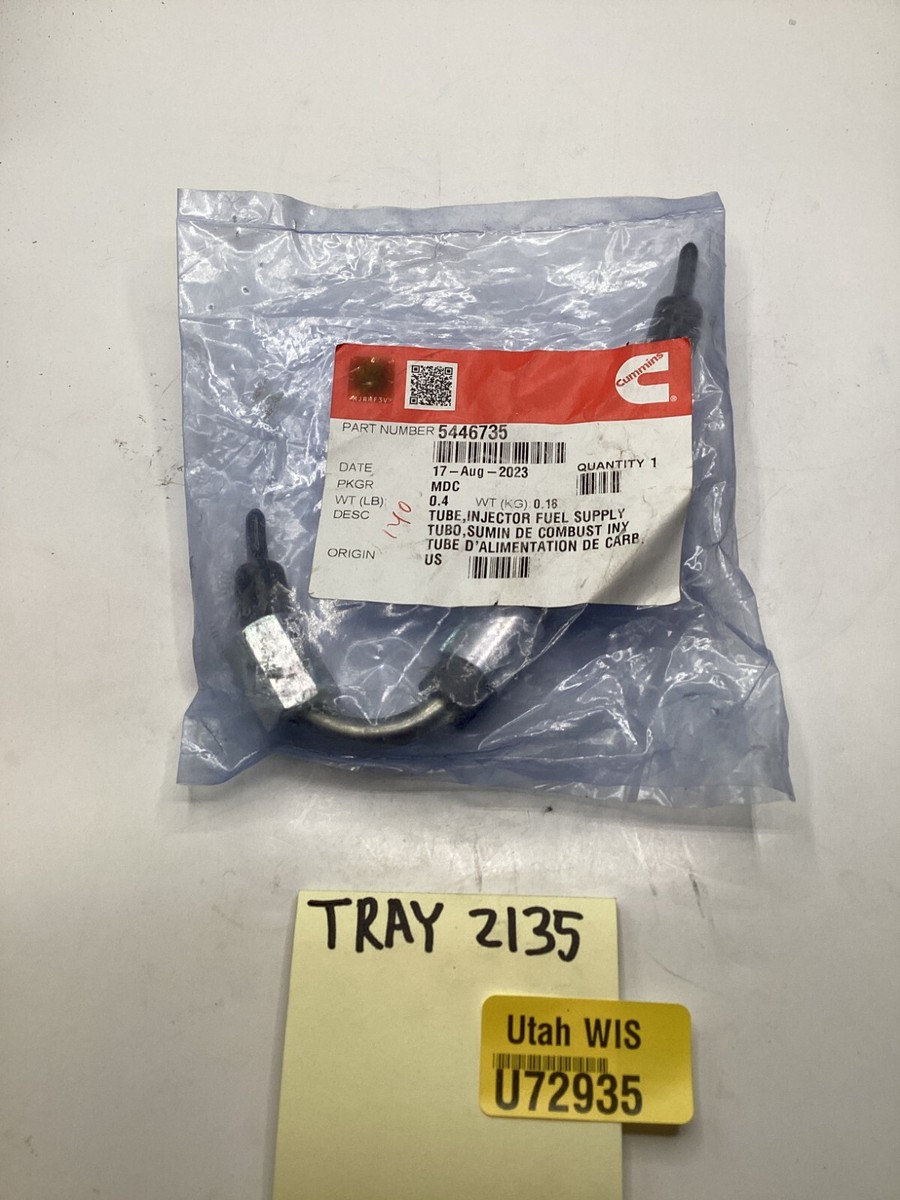 Cummins
®
PART NUMBER 5446735
DATE 17-Aug-2023 QUANTITY 1
PKGR MDC
WT (LB) 0.4 WT (KG) 0.18
DESC TUBE,INJECTOR FUEL SUPPLY
TUBO,SUMIN DE COMBUST INY
TUBE D'ALIMENTATION DE CARB.
ORIGIN US
140
TRAY 2135
Utah WIS
U72935